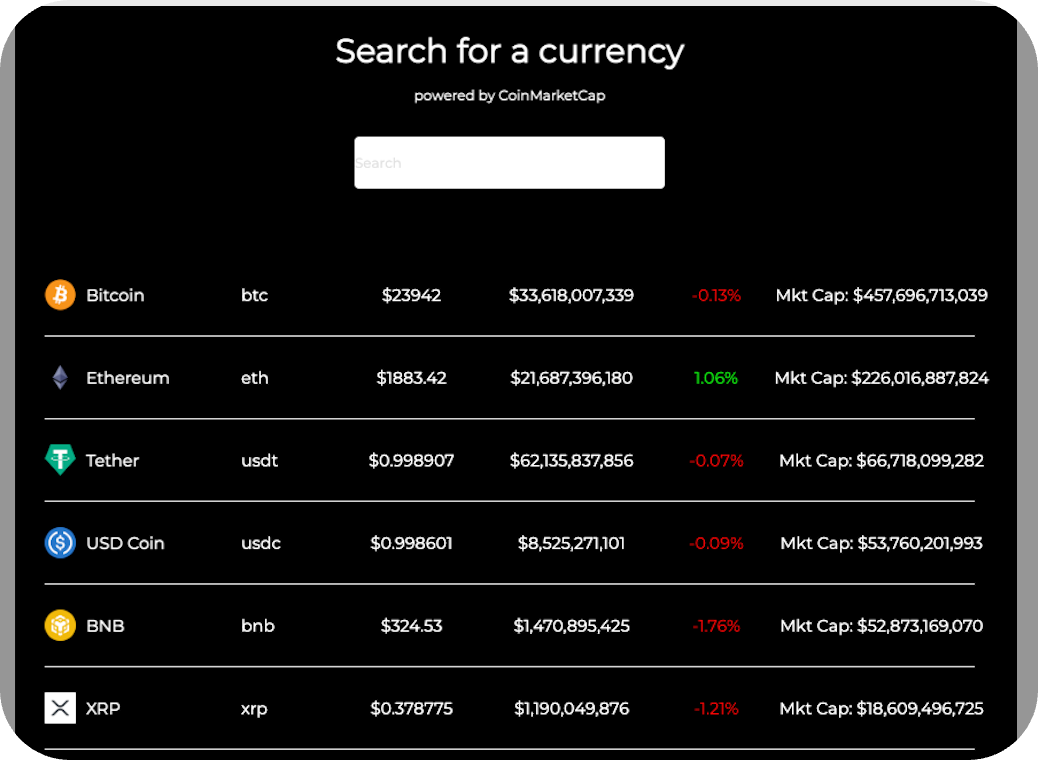 Search for a currency
powered by CoinMarketCap
Search
Bitcoin btc $23942 $33,618,007,339 -0.13% Mkt Cap: $457,696,713,039
Ethereum eth $1883.42 $21,687,396,180 1.06% Mkt Cap: $226,016,887,824
Tether usdt $0.998907 $62,135,837,856 -0.07% Mkt Cap: $66,718,099,282
USD Coin usdc $0.998601 $8,525,271,101 -0.09% Mkt Cap: $53,760,201,993
BNB bnb $324.53 $1,470,895,425 -1.76% Mkt Cap: $52,873,169,070
XRP xrp $0.378775 $1,190,049,876 -1.21% Mkt Cap: $18,609,496,725